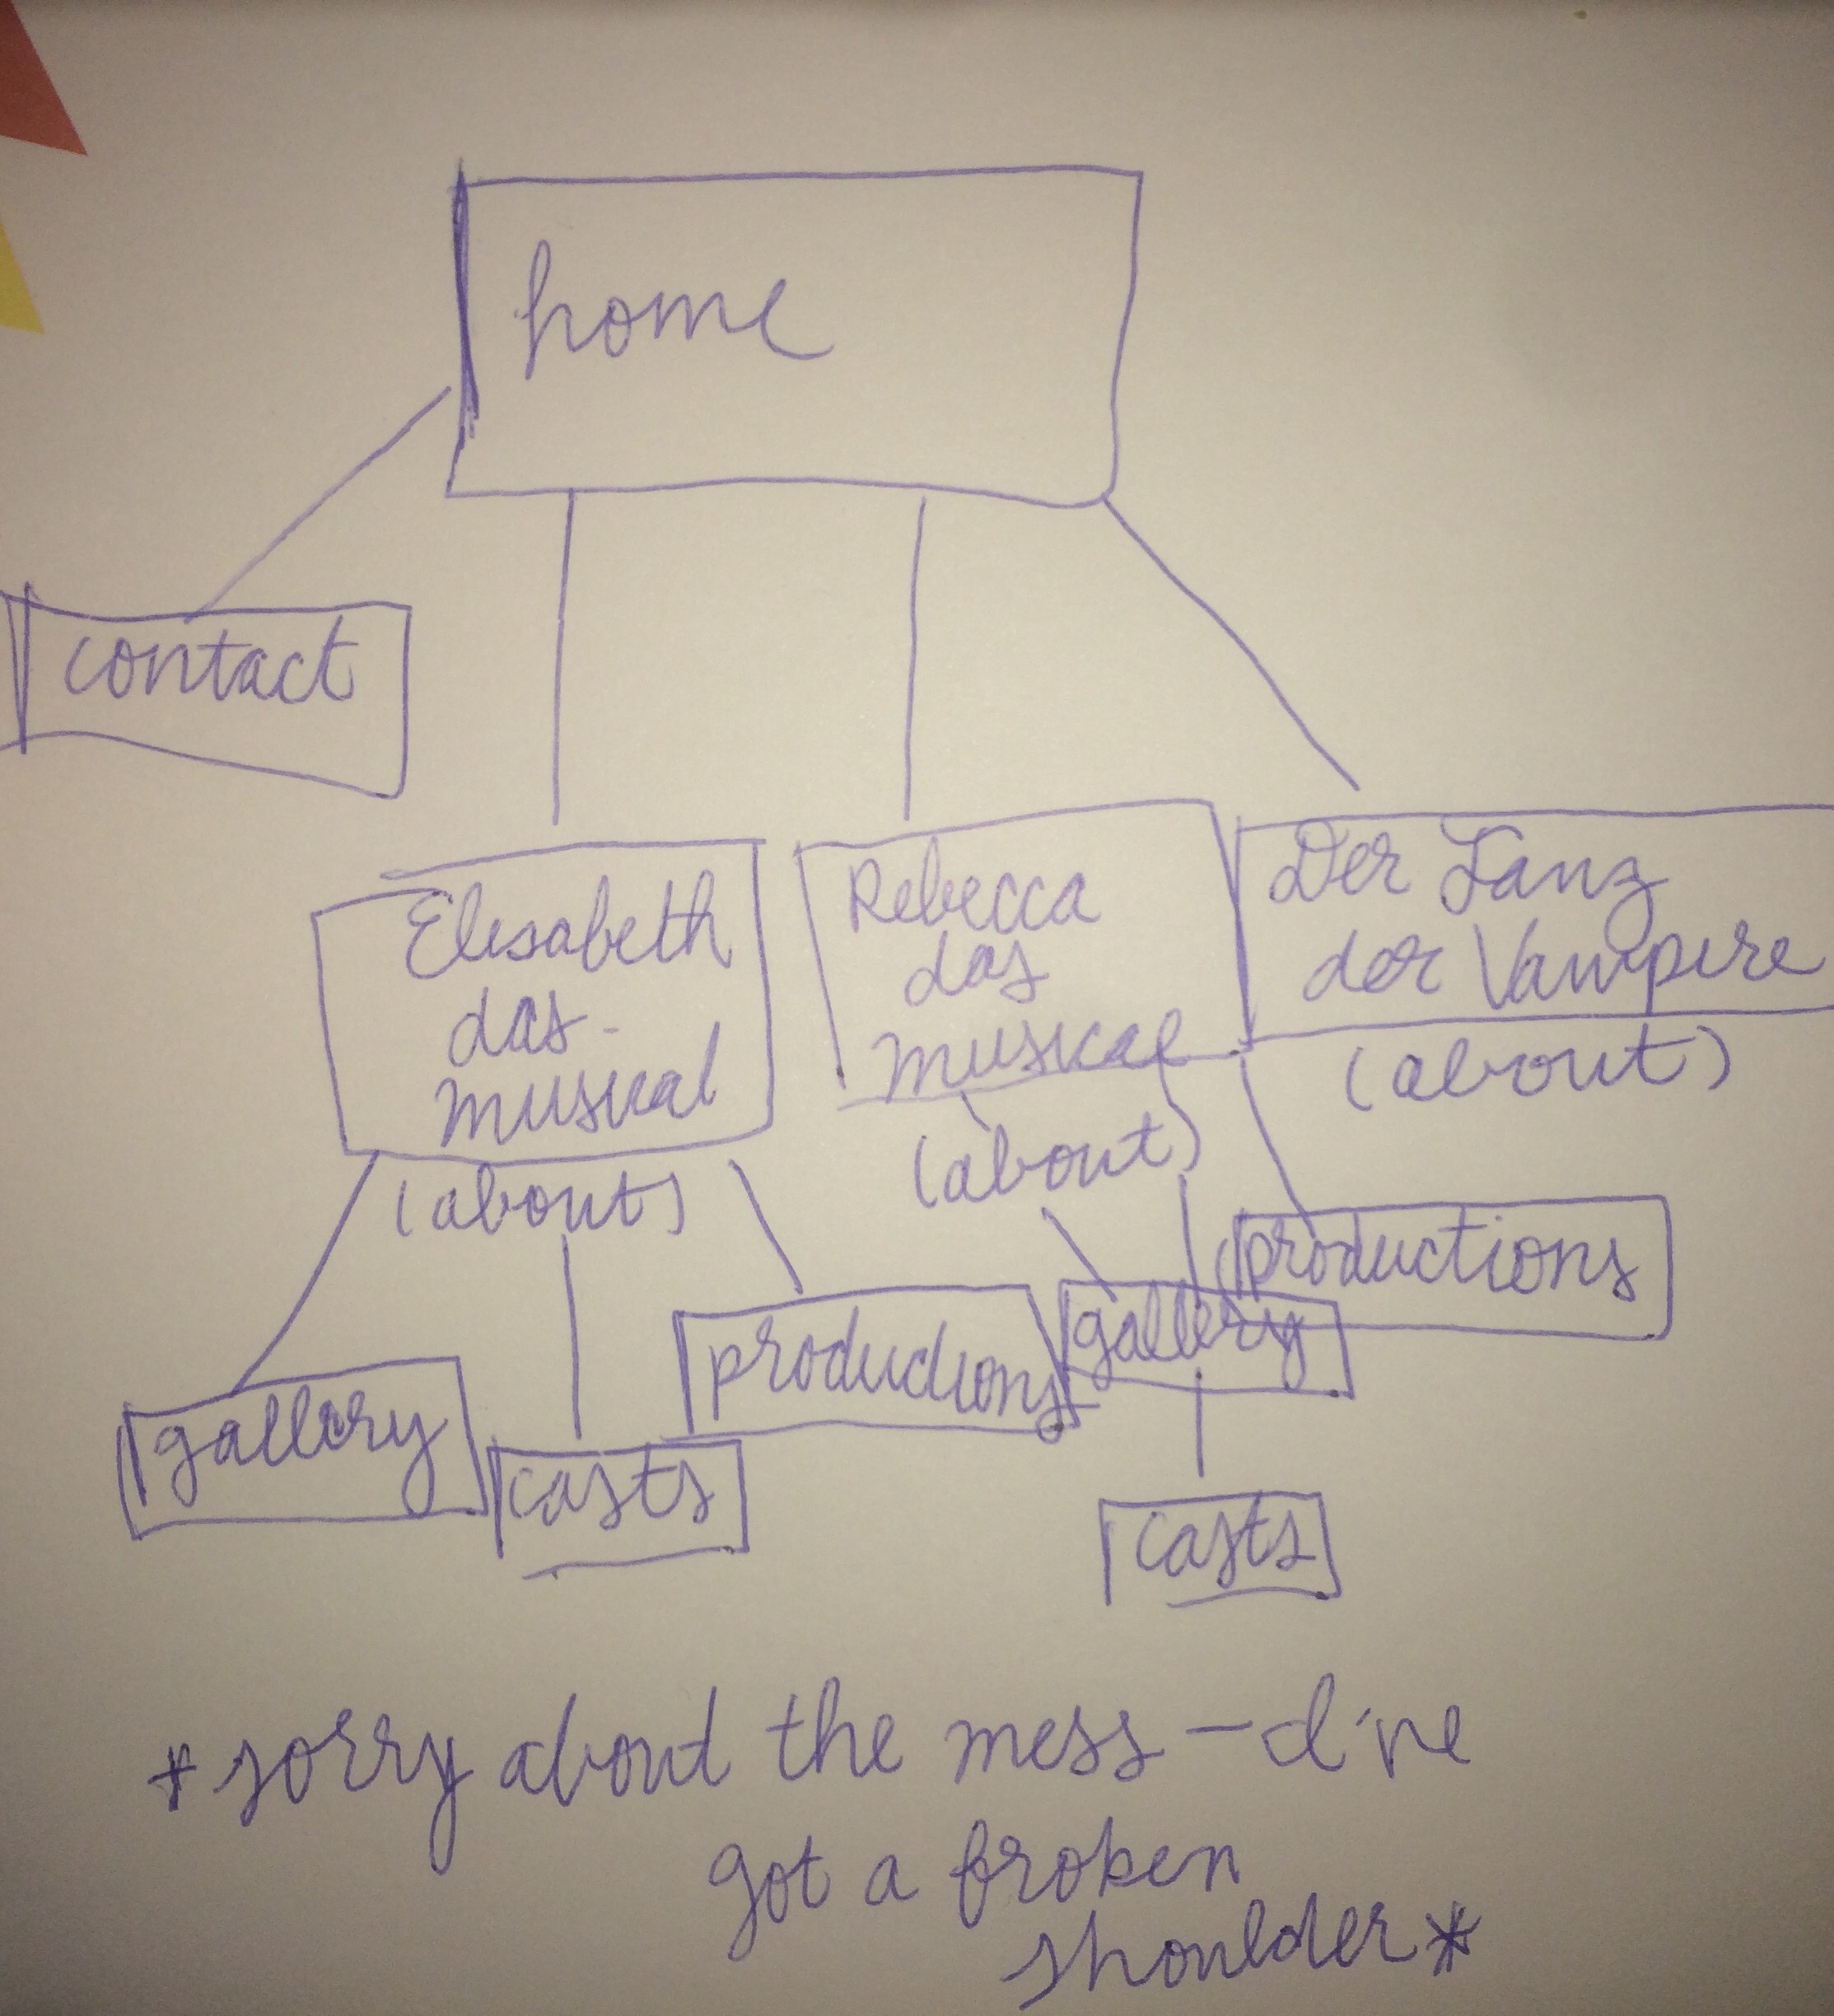 home
contact
Elisabeth
das
musical
(about)
Rebecca
das
musical
(about)
Der Tanz
der Vampire
(about)
gallery
casts
productions
gallery
casts
productions
*sorry about the mess - I've
got a broken
shoulder*